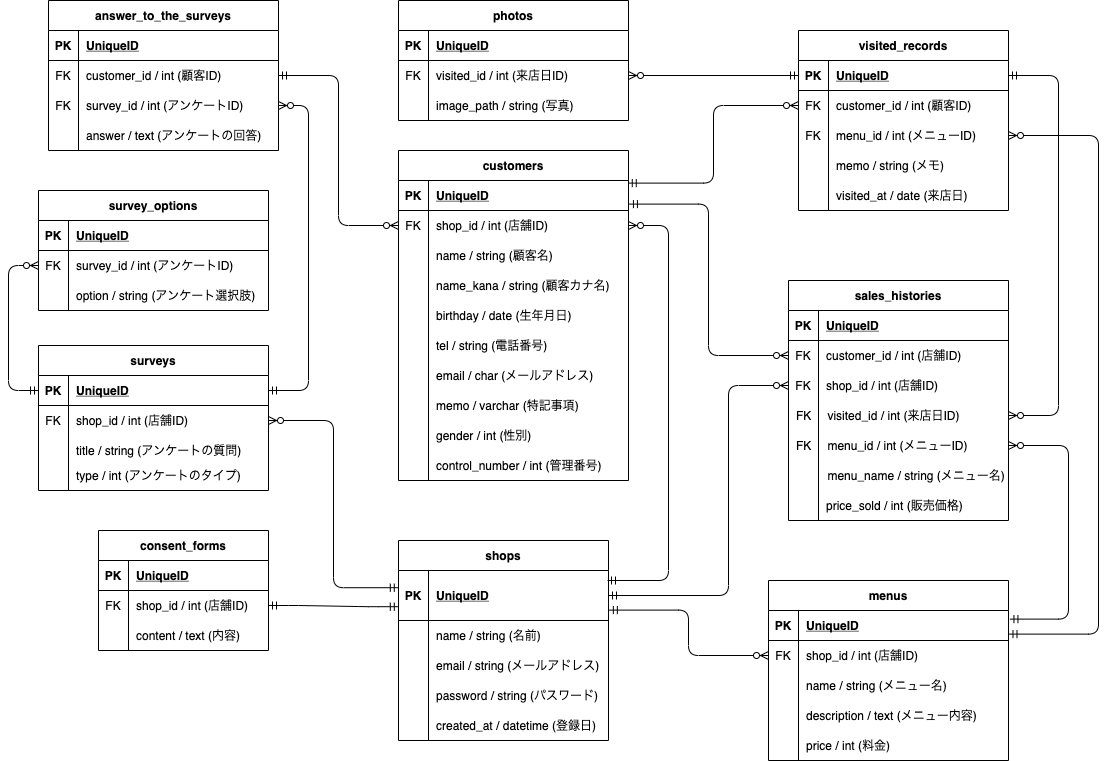 answer_to_the_surveys
PK UniqueID
FK customer_id / int (顧客ID)
FK survey_id / int (アンケートID)
answer / text (アンケートの回答)
photos
PK UniqueID
FK visited_id / int (来店日ID)
image_path / string (写真)
visited_records
PK UniqueID
FK customer_id / int (顧客ID)
FK menu_id / int (メニューID)
memo / string (メモ)
visited_at / date (来店日)
survey_options
PK UniqueID
FK survey_id / int (アンケートID)
option / string (アンケート選択肢)
customers
PK UniqueID
FK shop_id / int (店舗ID)
name / string (顧客名)
name_kana / string (顧客カナ名)
birthday / date (生年月日)
tel / string (電話番号)
email / char (メールアドレス)
memo / varchar (特記事項)
gender / int (性別)
control_number / int (管理番号)
sales_histories
PK UniqueID
FK customer_id / int (店舗ID)
FK shop_id / int (店舗ID)
FK visited_id / int (来店日ID)
FK menu_id / int (メニューID)
menu_name / string (メニュー名)
price_sold / int (販売価格)
surveys
PK UniqueID
FK shop_id / int (店舗ID)
title / string (アンケートの質問)
type / int (アンケートのタイプ)
consent_forms
PK UniqueID
FK shop_id / int (店舗ID)
content / text (内容)
shops
PK UniqueID
name / string (名前)
email / string (メールアドレス)
password / string (パスワード)
created_at / datetime (登録日)
menus
PK UniqueID
FK shop_id / int (店舗ID)
name / string (メニュー名)
description / text (メニュー内容)
price / int (料金)